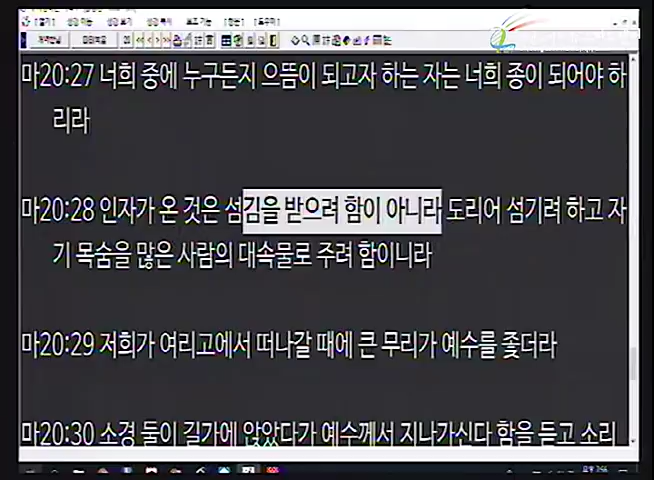 마20:27 너희 중에 누구든지 으뜸이 되고자 하는 자는 너희 종이 되어야 하
리라
마20:28 인자가 온 것은 섬김을 받으려 함이 아니라 도리어 섬기려 하고 자
기 목숨을 많은 사람의 대속물로 주려 함이니라
마20:29 저희가 여리고에서 떠나갈 때에 큰 무리가 예수를 좇더라
마20:30 소경 둘이 길가에 앉았다가 예수께서 지나가신다 함을 듣고 소리